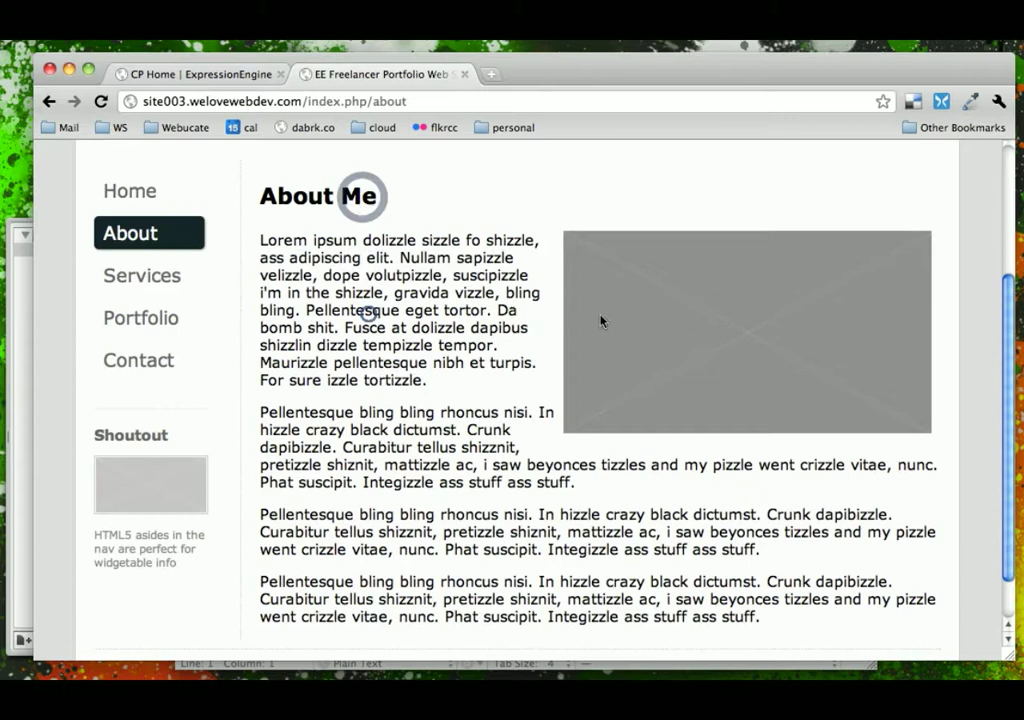 CP Home | ExpressionEngine
EE Freelancer Portfolio Web S
site003.welovewebdev.com/index.php/about
Mail
WS
Webucate
15 cal
dabrk.co
cloud
flkrcc
personal
Other Bookmarks
Home
About
Services
Portfolio
Contact
Shoutout
HTML5 asides in the
nav are perfect for
widgetable info
About Me
Lorem ipsum dolizzle sizzle fo shizzle,
ass adipiscing elit. Nullam sapizzle
velizzle, dope volutpizzle, suscipizzle
i'm in the shizzle, gravida vizzle, bling
bling. Pellentesque eget tortor. Da
bomb shit. Fusce at dolizzle dapibus
shizzlin dizzle tempizzle tempor.
Maurizzle pellentesque nibh et turpis.
For sure izzle tortizzle.
Pellentesque bling bling rhoncus nisi. In
hizzle crazy black dictumst. Crunk
dapibizzle. Curabitur tellus shizznit,
pretizzle shiznit, mattizzle ac, i saw beyonces tizzles and my pizzle went crizzle vitae, nunc.
Phat suscipit. Integizzle ass stuff ass stuff.
Pellentesque bling bling rhoncus nisi. In hizzle crazy black dictumst. Crunk dapibizzle.
Curabitur tellus shizznit, pretizzle shiznit, mattizzle ac, i saw beyonces tizzles and my pizzle
went crizzle vitae, nunc. Phat suscipit. Integizzle ass stuff ass stuff.
Pellentesque bling bling rhoncus nisi. In hizzle crazy black dictumst. Crunk dapibizzle.
Curabitur tellus shizznit, pretizzle shiznit, mattizzle ac, i saw beyonces tizzles and my pizzle
went crizzle vitae, nunc. Phat suscipit. Integizzle ass stuff ass stuff.
Line: 1 Column: 1 Plain Text Tab Size: 4